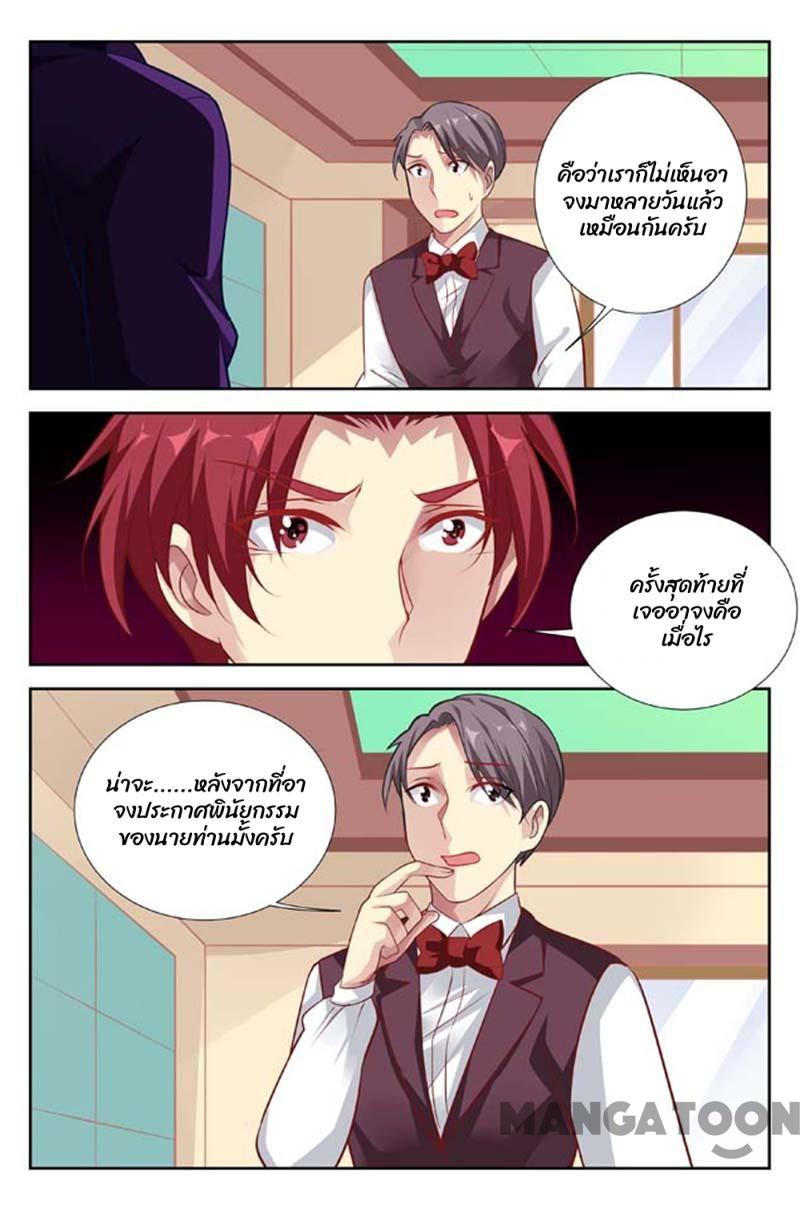 คือว่าเราก็ไม่เห็นอา
จงมาหลายวันแล้ว
เหมือนกันครับ
ครั้งสุดท้ายที่
เจออาจงคือ
เมื่อไร
น่าจะ......หลังจากที่อา
จงประกาศพินัยกรรม
ของนายท่านมั้งครับ
MANGATOON